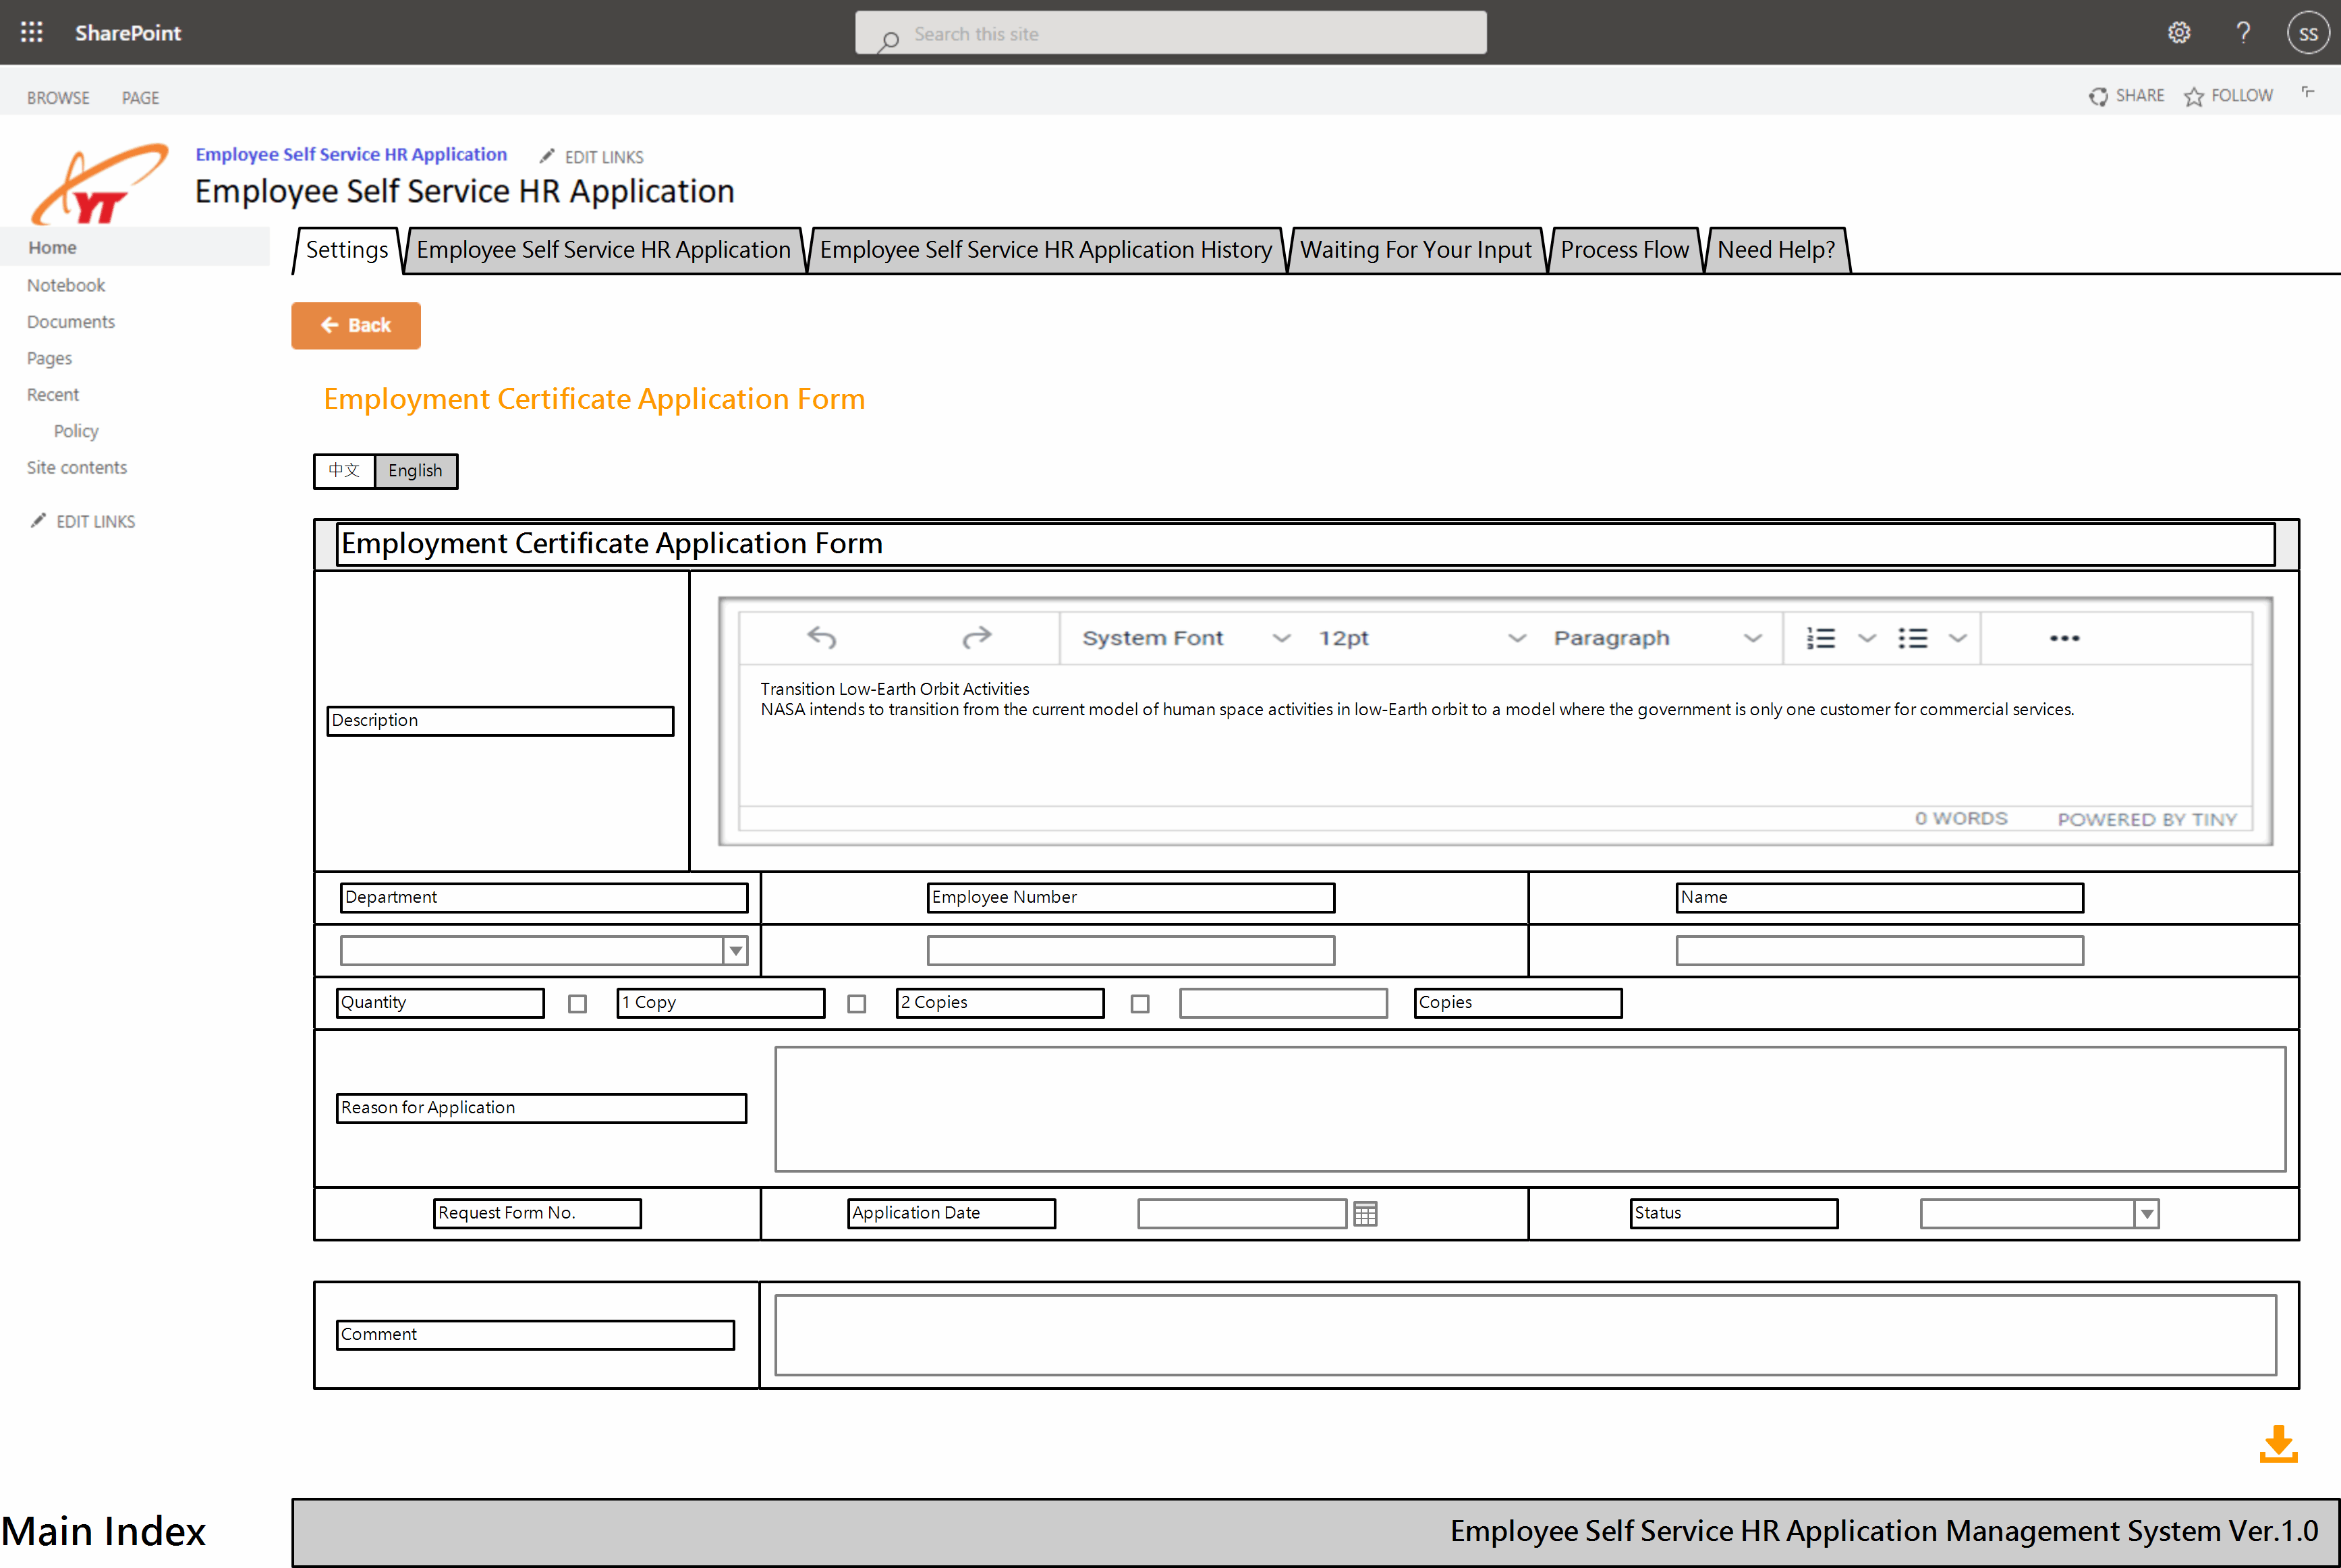 SharePoint
Search this site
?
SS
BROWSE
PAGE
SHARE
FOLLOW
YT
Employee Self Service HR Application
EDIT LINKS
Employee Self Service HR Application
Home
Notebook
Documents
Pages
Recent
Policy
Site contents
EDIT LINKS
Settings
Employee Self Service HR Application
Employee Self Service HR Application History
Waiting For Your Input
Process Flow
Need Help?
Back
Employment Certificate Application Form
中文
English
Employment Certificate Application Form
Description
System Font
12pt
Paragraph
Transition Low-Earth Orbit Activities
NASA intends to transition from the current model of human space activities in low-Earth orbit to a model where the government is only one customer for commercial services.
0 WORDS
POWERED BY TINY
Department
Employee Number
Name
Quantity
1 Copy
2 Copies
Copies
Reason for Application
Request Form No.
Application Date
Status
Comment
Main Index
Employee Self Service HR Application Management System Ver.1.0